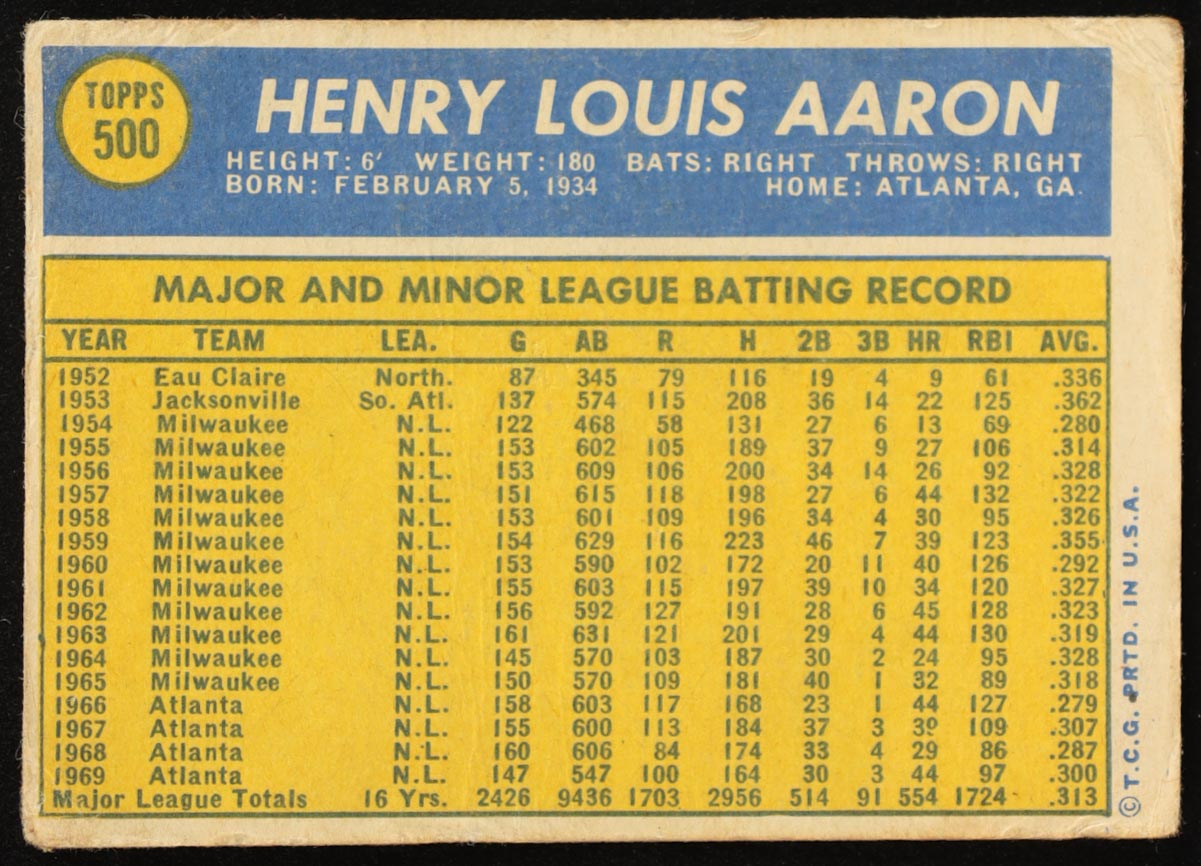 TOPPS
500
HENRY LOUIS AARON
HEIGHT: 6′ WEIGHT: 180 BATS: RIGHT THROWS: RIGHT
BORN: FEBRUARY 5, 1934 HOME: ATLANTA, GA.
MAJOR AND MINOR LEAGUE BATTING RECORD
YEAR TEAM LEA. G AB R H 2B 3B HR RBI AVG.
1952 Eau Claire North. 87 345 79 116 19 4 9 61 .336
1953 Jacksonville So. Atl. 137 574 115 208 36 14 22 125 .362
1954 Milwaukee N.L. 122 468 58 131 27 6 13 69 .280
1955 Milwaukee N.L. 153 602 105 189 37 9 27 106 .314
1956 Milwaukee N.L. 153 609 106 200 34 14 26 92 .328
1957 Milwaukee N.L. 151 615 118 198 27 6 44 132 .322
1958 Milwaukee N.L. 153 601 109 196 34 4 30 95 .326
1959 Milwaukee N.L. 154 629 116 223 46 7 39 123 .355
1960 Milwaukee N.L. 153 590 102 172 20 11 40 126 .292
1961 Milwaukee N.L. 155 603 115 197 39 10 34 120 .327
1962 Milwaukee N.L. 156 592 127 191 28 6 45 128 .323
1963 Milwaukee N.L. 161 631 121 201 29 4 44 130 .319
1964 Milwaukee N.L. 145 570 103 187 30 2 24 95 .328
1965 Milwaukee N.L. 150 570 109 181 40 1 32 89 .318
1966 Atlanta N.L. 158 603 117 168 23 1 44 127 .279
1967 Atlanta N.L. 155 600 113 184 37 3 39 109 .307
1968 Atlanta N.L. 160 606 84 174 33 4 29 86 .287
1969 Atlanta N.L. 147 547 100 164 30 3 44 97 .300
Major League Totals 16 Yrs. 2426 9436 1703 2956 514 91 554 1724 .313
© T.C.G. PRTD. IN U.S.A.